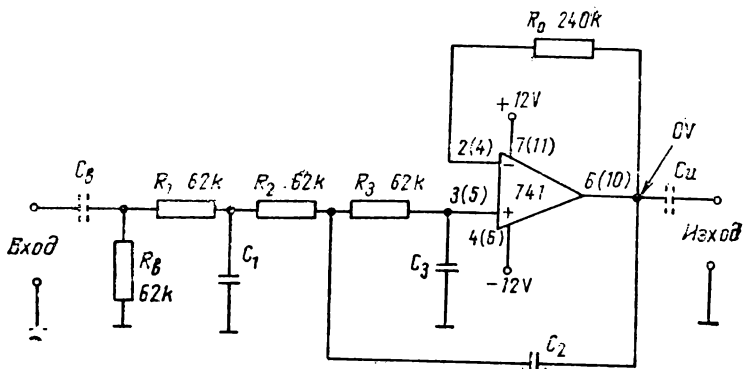 R₀ 240k
+12V
0V
2(4)
7(11)
Cв
R₁ 62k
R₂ 62k
R₃ 62k
3(5)
741
6(10)
Cu
4(6)
Вход
Rв
62k
C₁
C₃
-12V
Изход
C₂